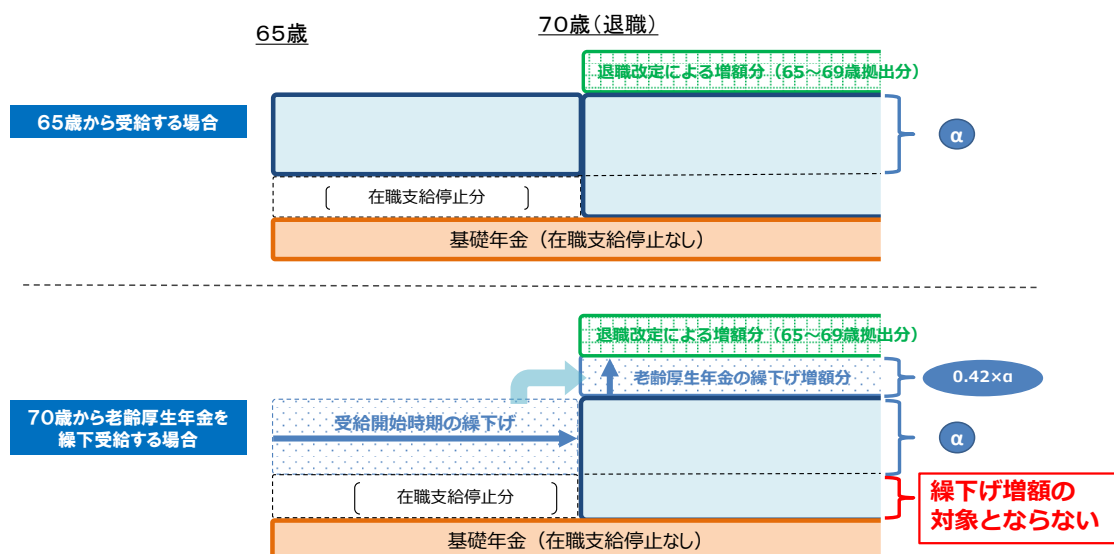 65歳
70歳（退職）
退職改定による増額分（65～69歳拠出分）
65歳から受給する場合
α
在職支給停止分
基礎年金（在職支給停止なし）
退職改定による増額分（65～69歳拠出分）
老齢厚生年金の繰下げ増額分
0.42×α
70歳から老齢厚生年金を
繰下受給する場合
受給開始時期の繰下げ
α
在職支給停止分
繰下げ増額の
対象とならない
基礎年金（在職支給停止なし）